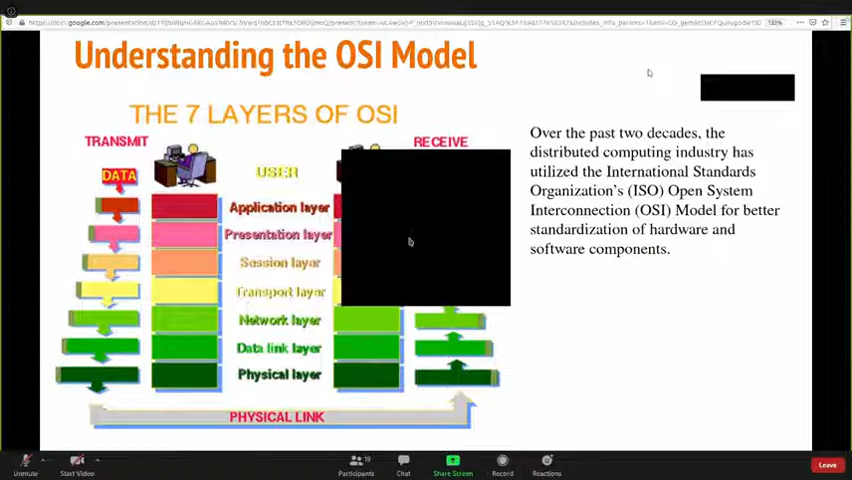 Understanding the OSI Model
THE 7 LAYERS OF OSI
TRANSMIT
RECEIVE
DATA
USER
Application layer
Presentation layer
Session layer
Transport layer
Network layer
Data link layer
Physical layer
PHYSICAL LINK
Over the past two decades, the
distributed computing industry has
utilized the International Standards
Organization's (ISO) Open System
Interconnection (OSI) Model for better
standardization of hardware and
software components.
Unmute
Start Video
Participants
19
Chat
Share Screen
Record
Reactions
Leave